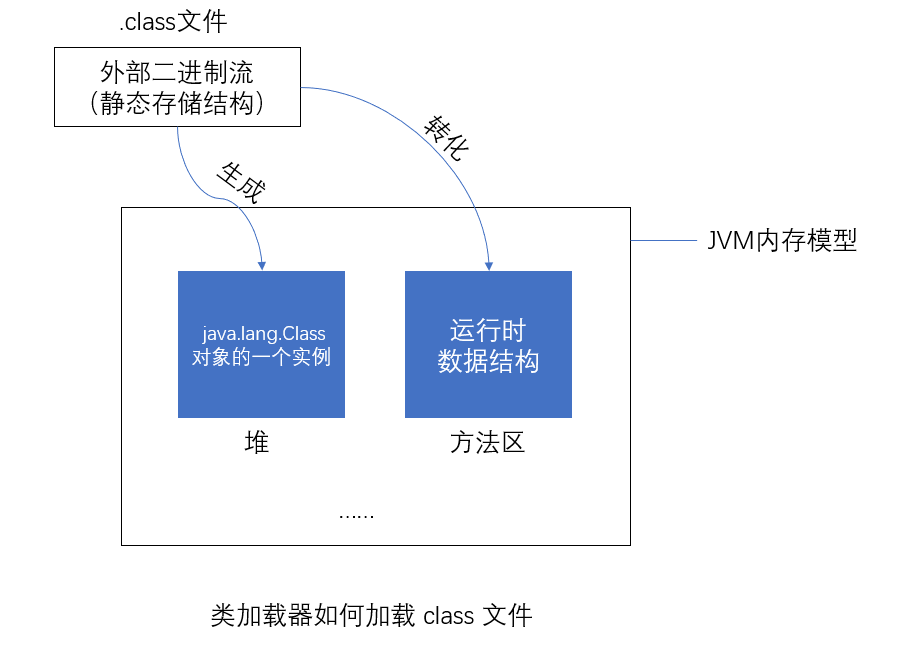 .class文件
外部二进制流
（静态存储结构）
转化
生成
JVM内存模型
java.lang.Class
对象的一个实例
运行时
数据结构
堆
方法区
……
类加载器如何加载 class 文件